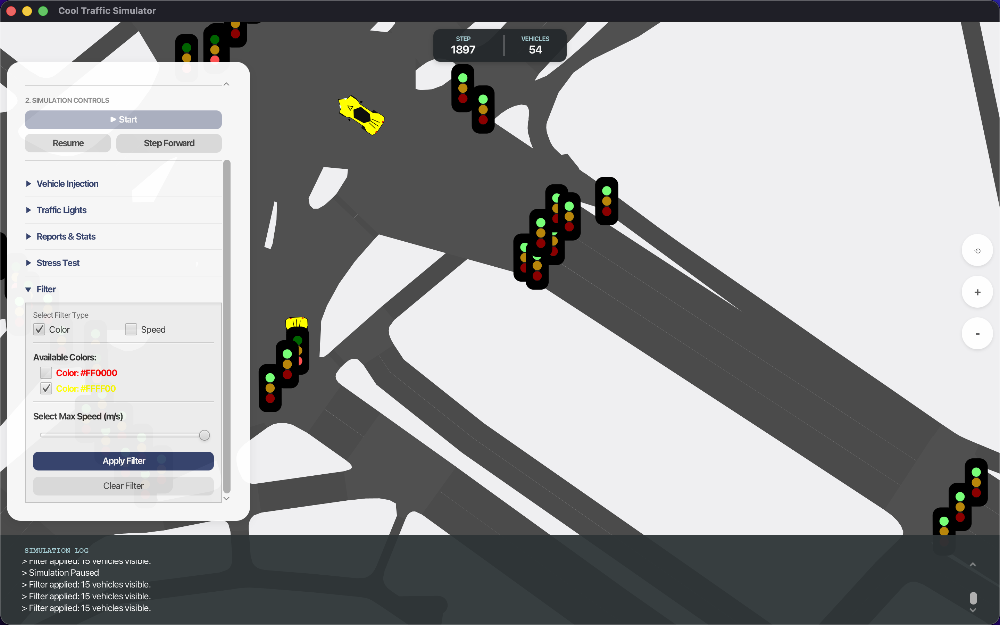 Cool Traffic Simulator
STEP
1897
VEHICLES
54
2. SIMULATION CONTROLS
Start
Resume
Step Forward
Vehicle Injection
Traffic Lights
Reports & Stats
Stress Test
Filter
Select Filter Type
Color
Speed
Available Colors:
Color: #FF0000
Color: #FFFF00
Select Max Speed (m/s)
Apply Filter
Clear Filter
+
-
SIMULATION LOG
> Filter applied: 15 vehicles visible.
> Simulation Paused
> Filter applied: 15 vehicles visible.
> Filter applied: 15 vehicles visible.
> Filter applied: 15 vehicles visible.